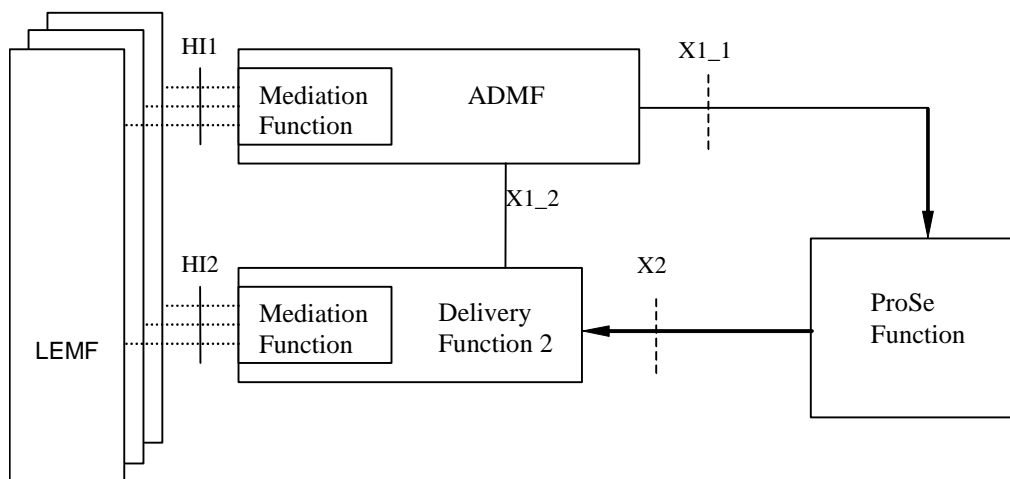 HI1
Mediation
Function
ADMF
X1_1
X1_2
HI2
Mediation
Function
Delivery
Function 2
X2
ProSe
Function
LEMF